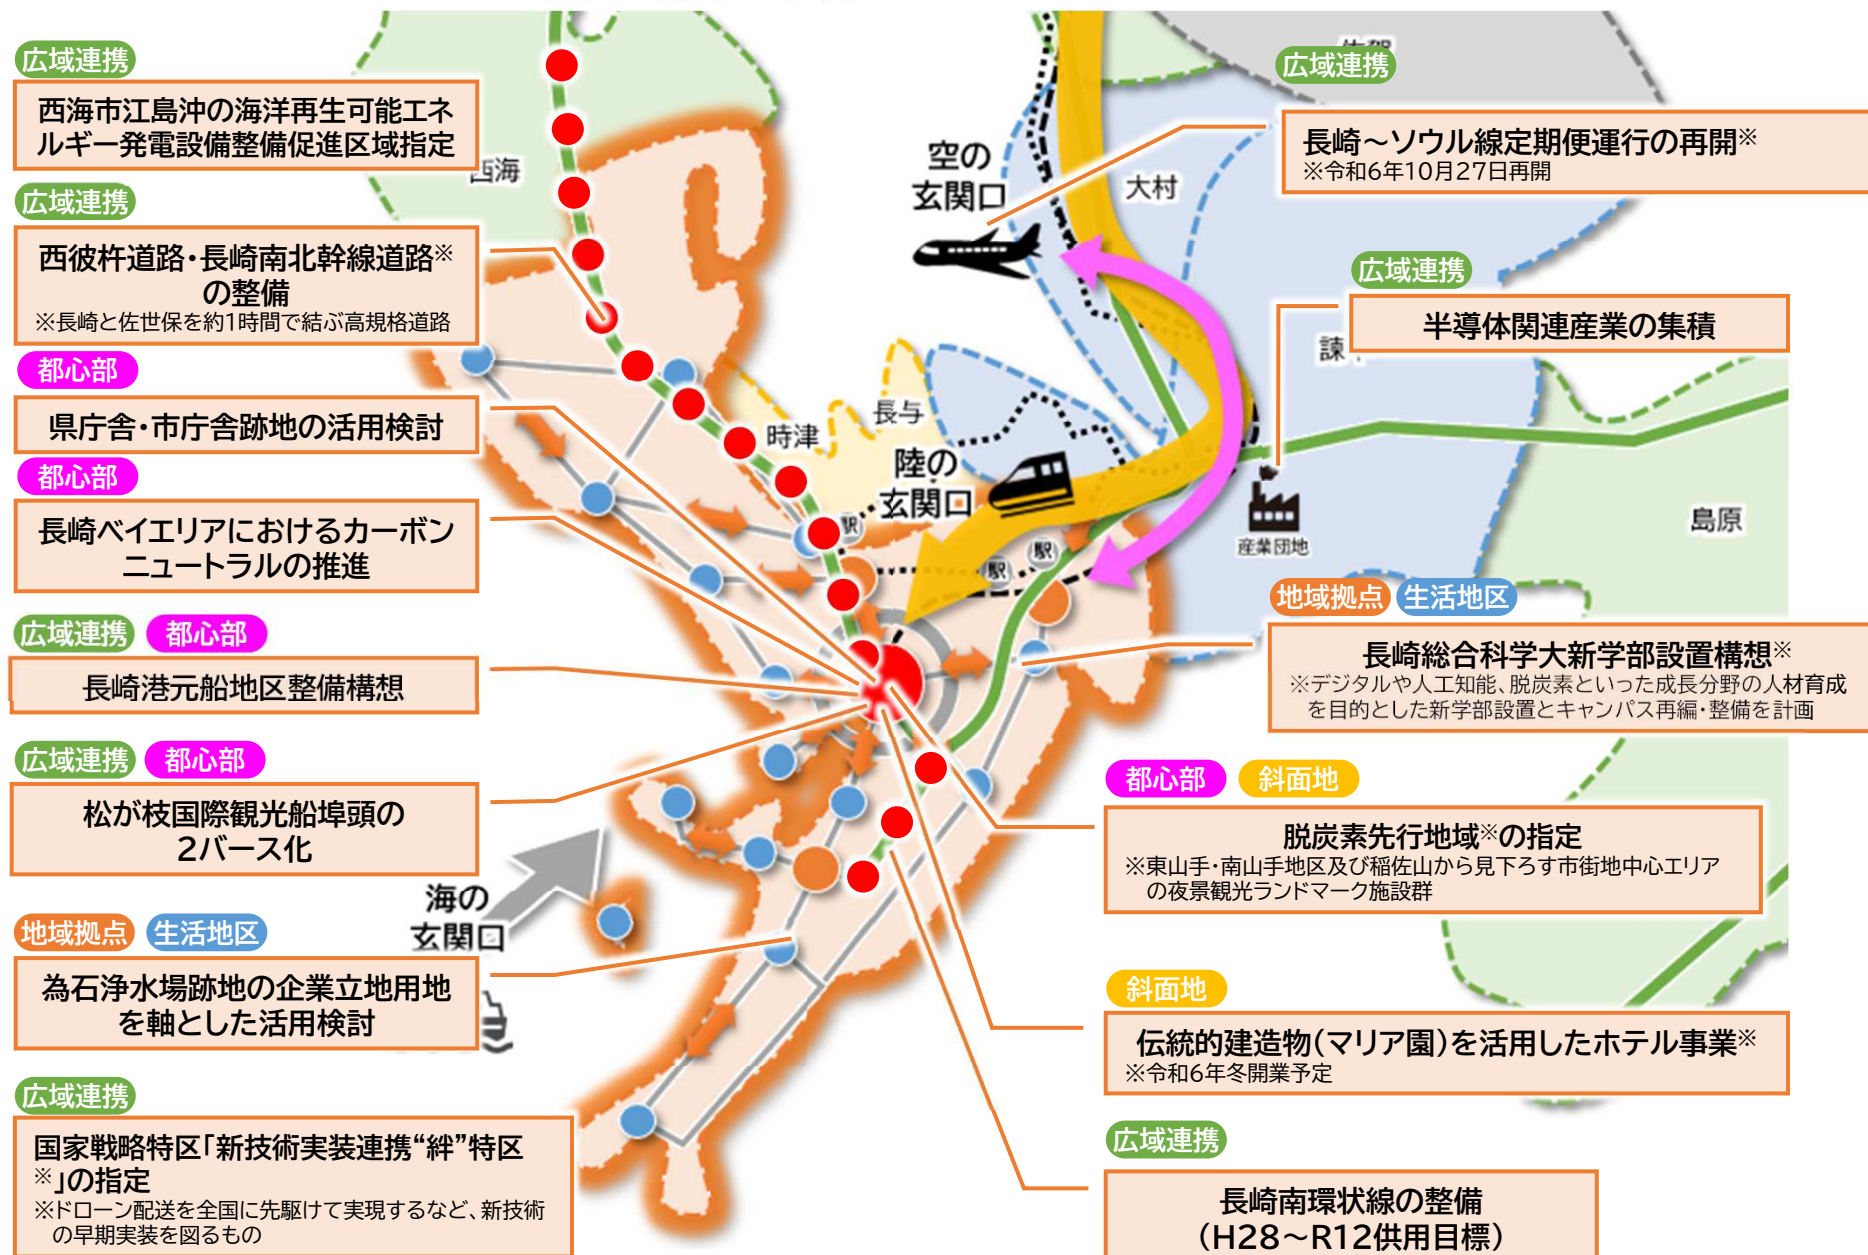 広域連携
西海市江島沖の海洋再生可能エネ
ルギー発電設備整備促進区域指定
西海
広域連携
西彼杵道路・長崎南北幹線道路※
の整備
※長崎と佐世保を約1時間で結ぶ高規格道路
都心部
県庁舎・市庁舎跡地の活用検討
都心部
長崎ベイエリアにおけるカーボン
ニュートラルの推進
広域連携 都心部
長崎港元船地区整備構想
広域連携 都心部
松が枝国際観光船埠頭の
2バース化
海の
玄関口
地域拠点 生活地区
為石浄水場跡地の企業立地用地
を軸とした活用検討
広域連携
国家戦略特区「新技術実装連携“絆”特区
※」の指定
※ドローン配送を全国に先駆けて実現するなど、新技術
の早期実装を図るもの
空の
玄関口
大村
時津
長与
陸の
玄関口
駅
駅
駅
広域連携
長崎～ソウル線定期便運行の再開※
※令和6年10月27日再開
広域連携
半導体関連産業の集積
諫
産業団地
島原
地域拠点 生活地区
長崎総合科学大新学部設置構想※
※デジタルや人工知能、脱炭素といった成長分野の人材育成
を目的とした新学部設置とキャンパス再編・整備を計画
都心部 斜面地
脱炭素先行地域※の指定
※東山手・南山手地区及び稲佐山から見下ろす市街地中心エリア
の夜景観光ランドマーク施設群
斜面地
伝統的建造物(マリア園)を活用したホテル事業※
※令和6年冬開業予定
広域連携
長崎南環状線の整備
（H28～R12供用目標）